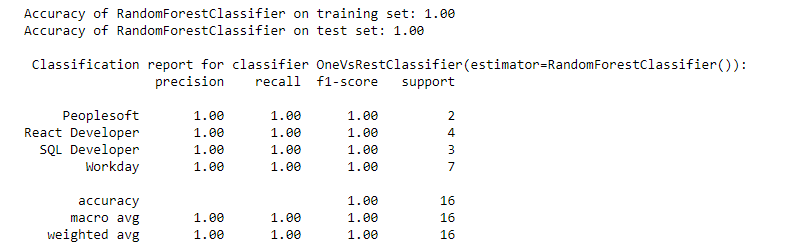 Accuracy of RandomForestClassifier on training set: 1.00
Accuracy of RandomForestClassifier on test set: 1.00
Classification report for classifier OneVsRestClassifier(estimator=RandomForestClassifier()):
precision recall f1-score support
Peoplesoft 1.00 1.00 1.00 2
React Developer 1.00 1.00 1.00 4
SQL Developer 1.00 1.00 1.00 3
Workday 1.00 1.00 1.00 7
accuracy 1.00 16
macro avg 1.00 1.00 1.00 16
weighted avg 1.00 1.00 1.00 16